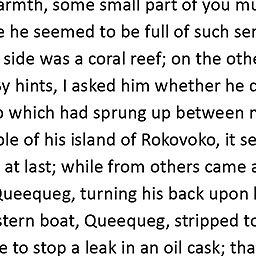 armth, some small part of you mu
e he seemed to be full of such ser
side was a coral reef; on the othe
By hints, I asked him whether he c
which had sprung up between m
ple of his island of Rokovoko, it se
at last; while from others came a
Queequeg, turning his back upon
stern boat, Queequeg, stripped to
e to stop a leak in an oil cask; tha